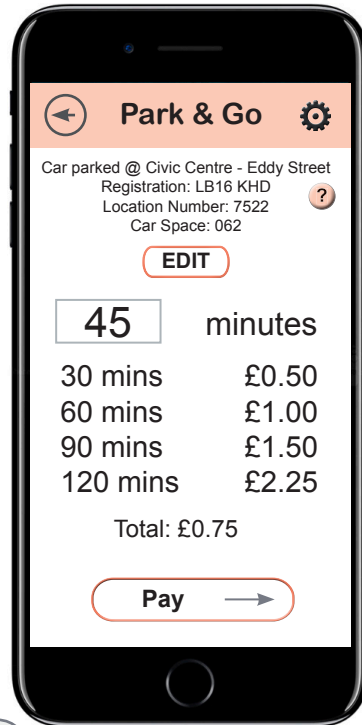 Park & Go
Car parked @ Civic Centre - Eddy Street
Registration: LB16 KHD
Location Number: 7522
?
Car Space: 062
EDIT
45 minutes
30 mins £0.50
60 mins £1.00
90 mins £1.50
120 mins £2.25
Total: £0.75
Pay